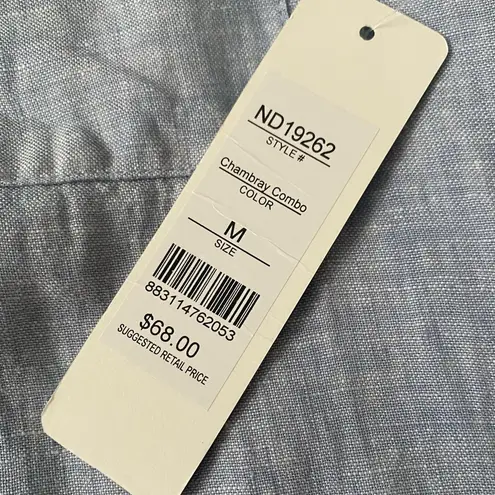 ND19262
STYLE #
Chambray Combo
COLOR
M
SIZE
883114762053
$68.00
SUGGESTED RETAIL PRICE